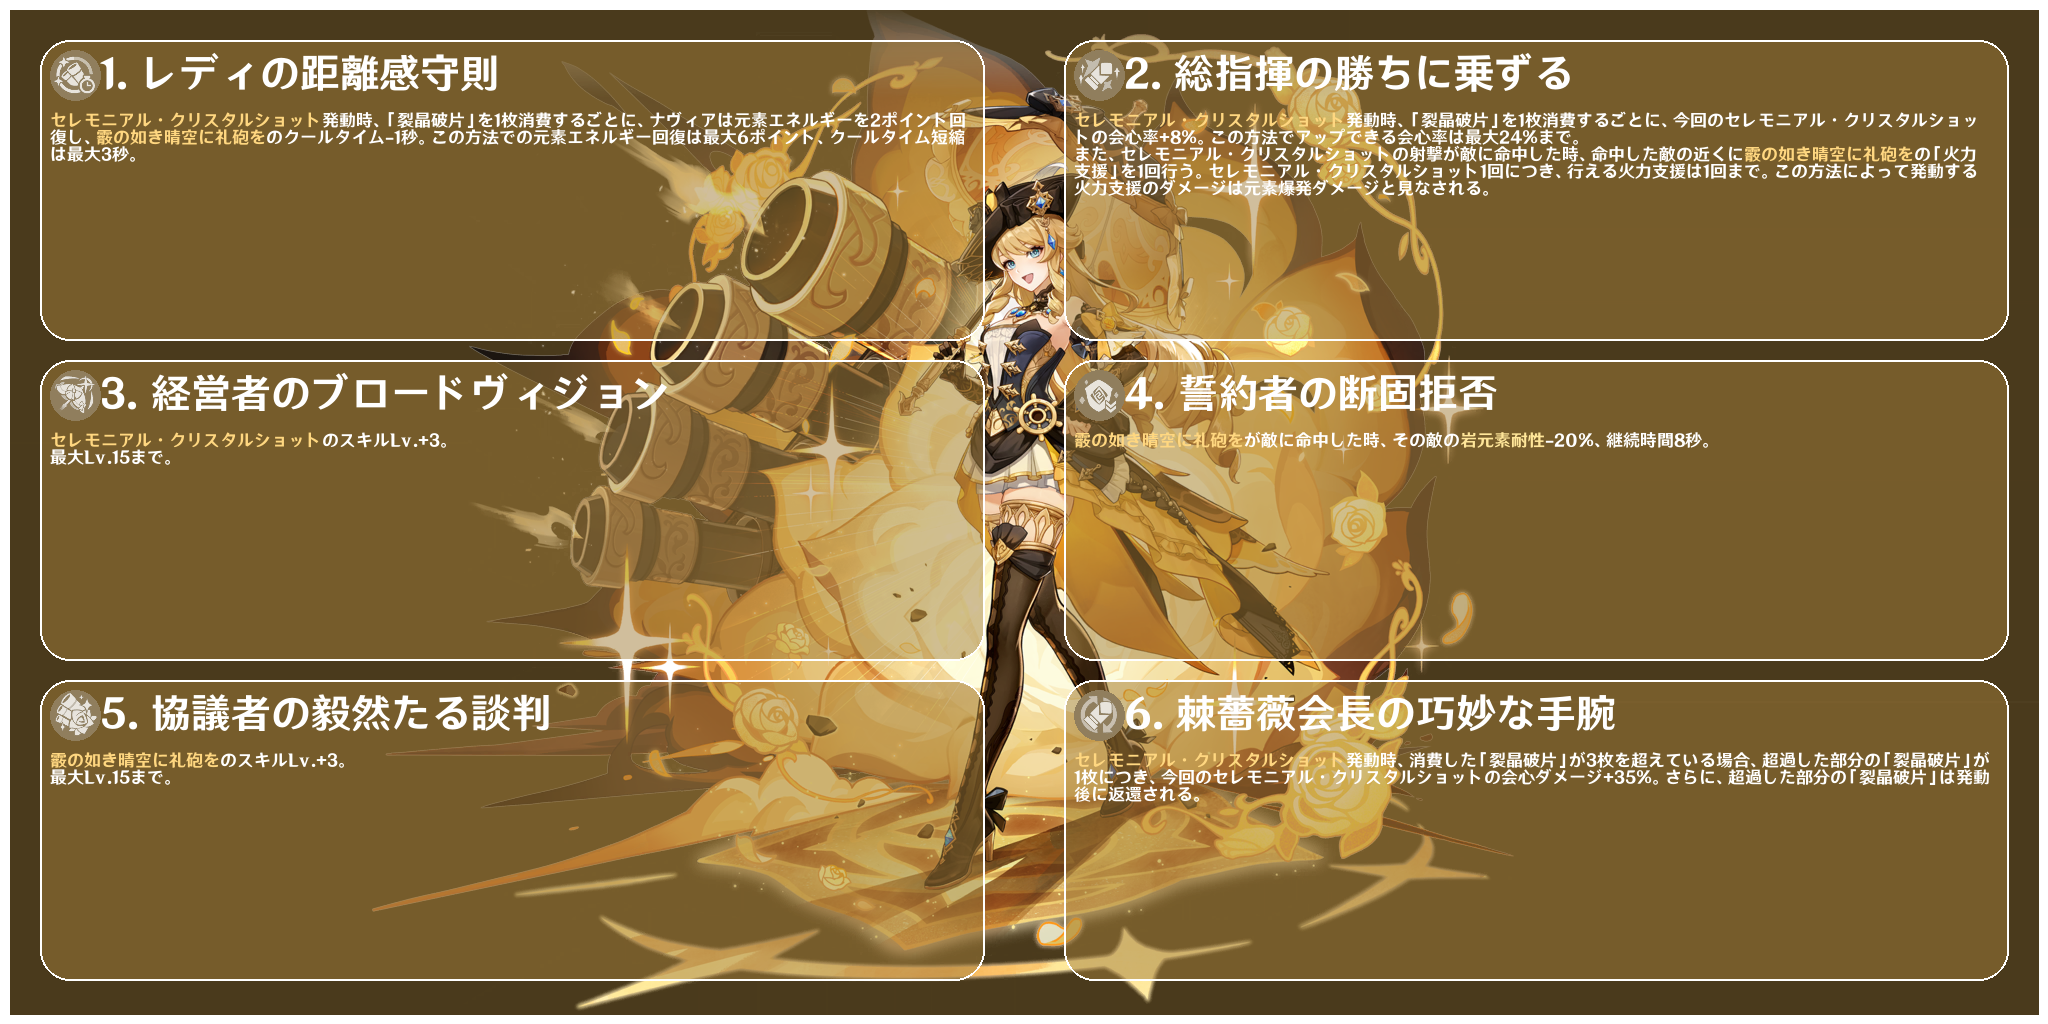 1. レディの距離感守則
セレモニアル・クリスタルショット発動時、「裂晶破片」を1枚消費するごとに、ナヴィアは元素エネルギーを2ポイント回
復し、霰の如き晴空に礼砲をのクールタイム-1秒。この方法での元素エネルギー回復は最大6ポイント、クールタイム短縮
は最大3秒。
2. 総指揮の勝ちに乗ずる
セレモニアル・クリスタルショット発動時、「裂晶破片」を1枚消費するごとに、今回のセレモニアル・クリスタルショッ
トの会心率+8%。この方法でアップできる会心率は最大24%まで。
また、セレモニアル・クリスタルショットの射撃が敵に命中した時、命中した敵の近くに霰の如き晴空に礼砲をの「火力
支援」を1回行う。セレモニアル・クリスタルショット1回につき、行える火力支援は1回まで。この方法によって発動する
火力支援のダメージは元素爆発ダメージと見なされる。
3. 経営者のブロードヴィジョン
セレモニアル・クリスタルショットのスキルLv.+3。
最大Lv.15まで。
4. 誓約者の断固拒否
霰の如き晴空に礼砲をが敵に命中した時、その敵の岩元素耐性-20%、継続時間8秒。
5. 協議者の毅然たる談判
霰の如き晴空に礼砲をのスキルLv.+3。
最大Lv.15まで。
6. 棘薔薇会長の巧妙な手腕
セレモニアル・クリスタルショット発動時、消費した「裂晶破片」が3枚を超えている場合、超過した部分の「裂晶破片」が
1枚につき、今回のセレモニアル・クリスタルショットの会心ダメージ+35%。さらに、超過した部分の「裂晶破片」は発動
後に返還される。